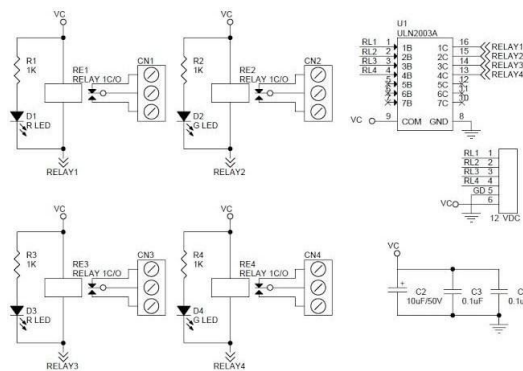 VC
R1
1K
D1
R LED
RE1
RELAY 1C/O
CN1
RELAY1
VC
R2
1K
D2
G LED
RE2
RELAY 1C/O
CN2
RELAY2
U1
ULN2003A
RL1 1 1B 1C 16 RELAY1
RL2 2 2B 2C 15 RELAY2
RL3 3 3B 3C 14 RELAY3
RL4 4 4B 4C 13 RELAY4
5 5B 5C 12
6 6B 6C 11
7 7B 7C 10
VC 9 COM GND 8
RL1 1
RL2 2
RL3 3
RL4 4
GD 5
VC 6
12 VDC
VC
R3
1K
D3
R LED
RE3
RELAY 1C/O
CN3
RELAY3
VC
R4
1K
D4
G LED
RE4
RELAY 1C/O
CN4
RELAY4
VC
+
C2
10uF/50V
C3
0.1uF